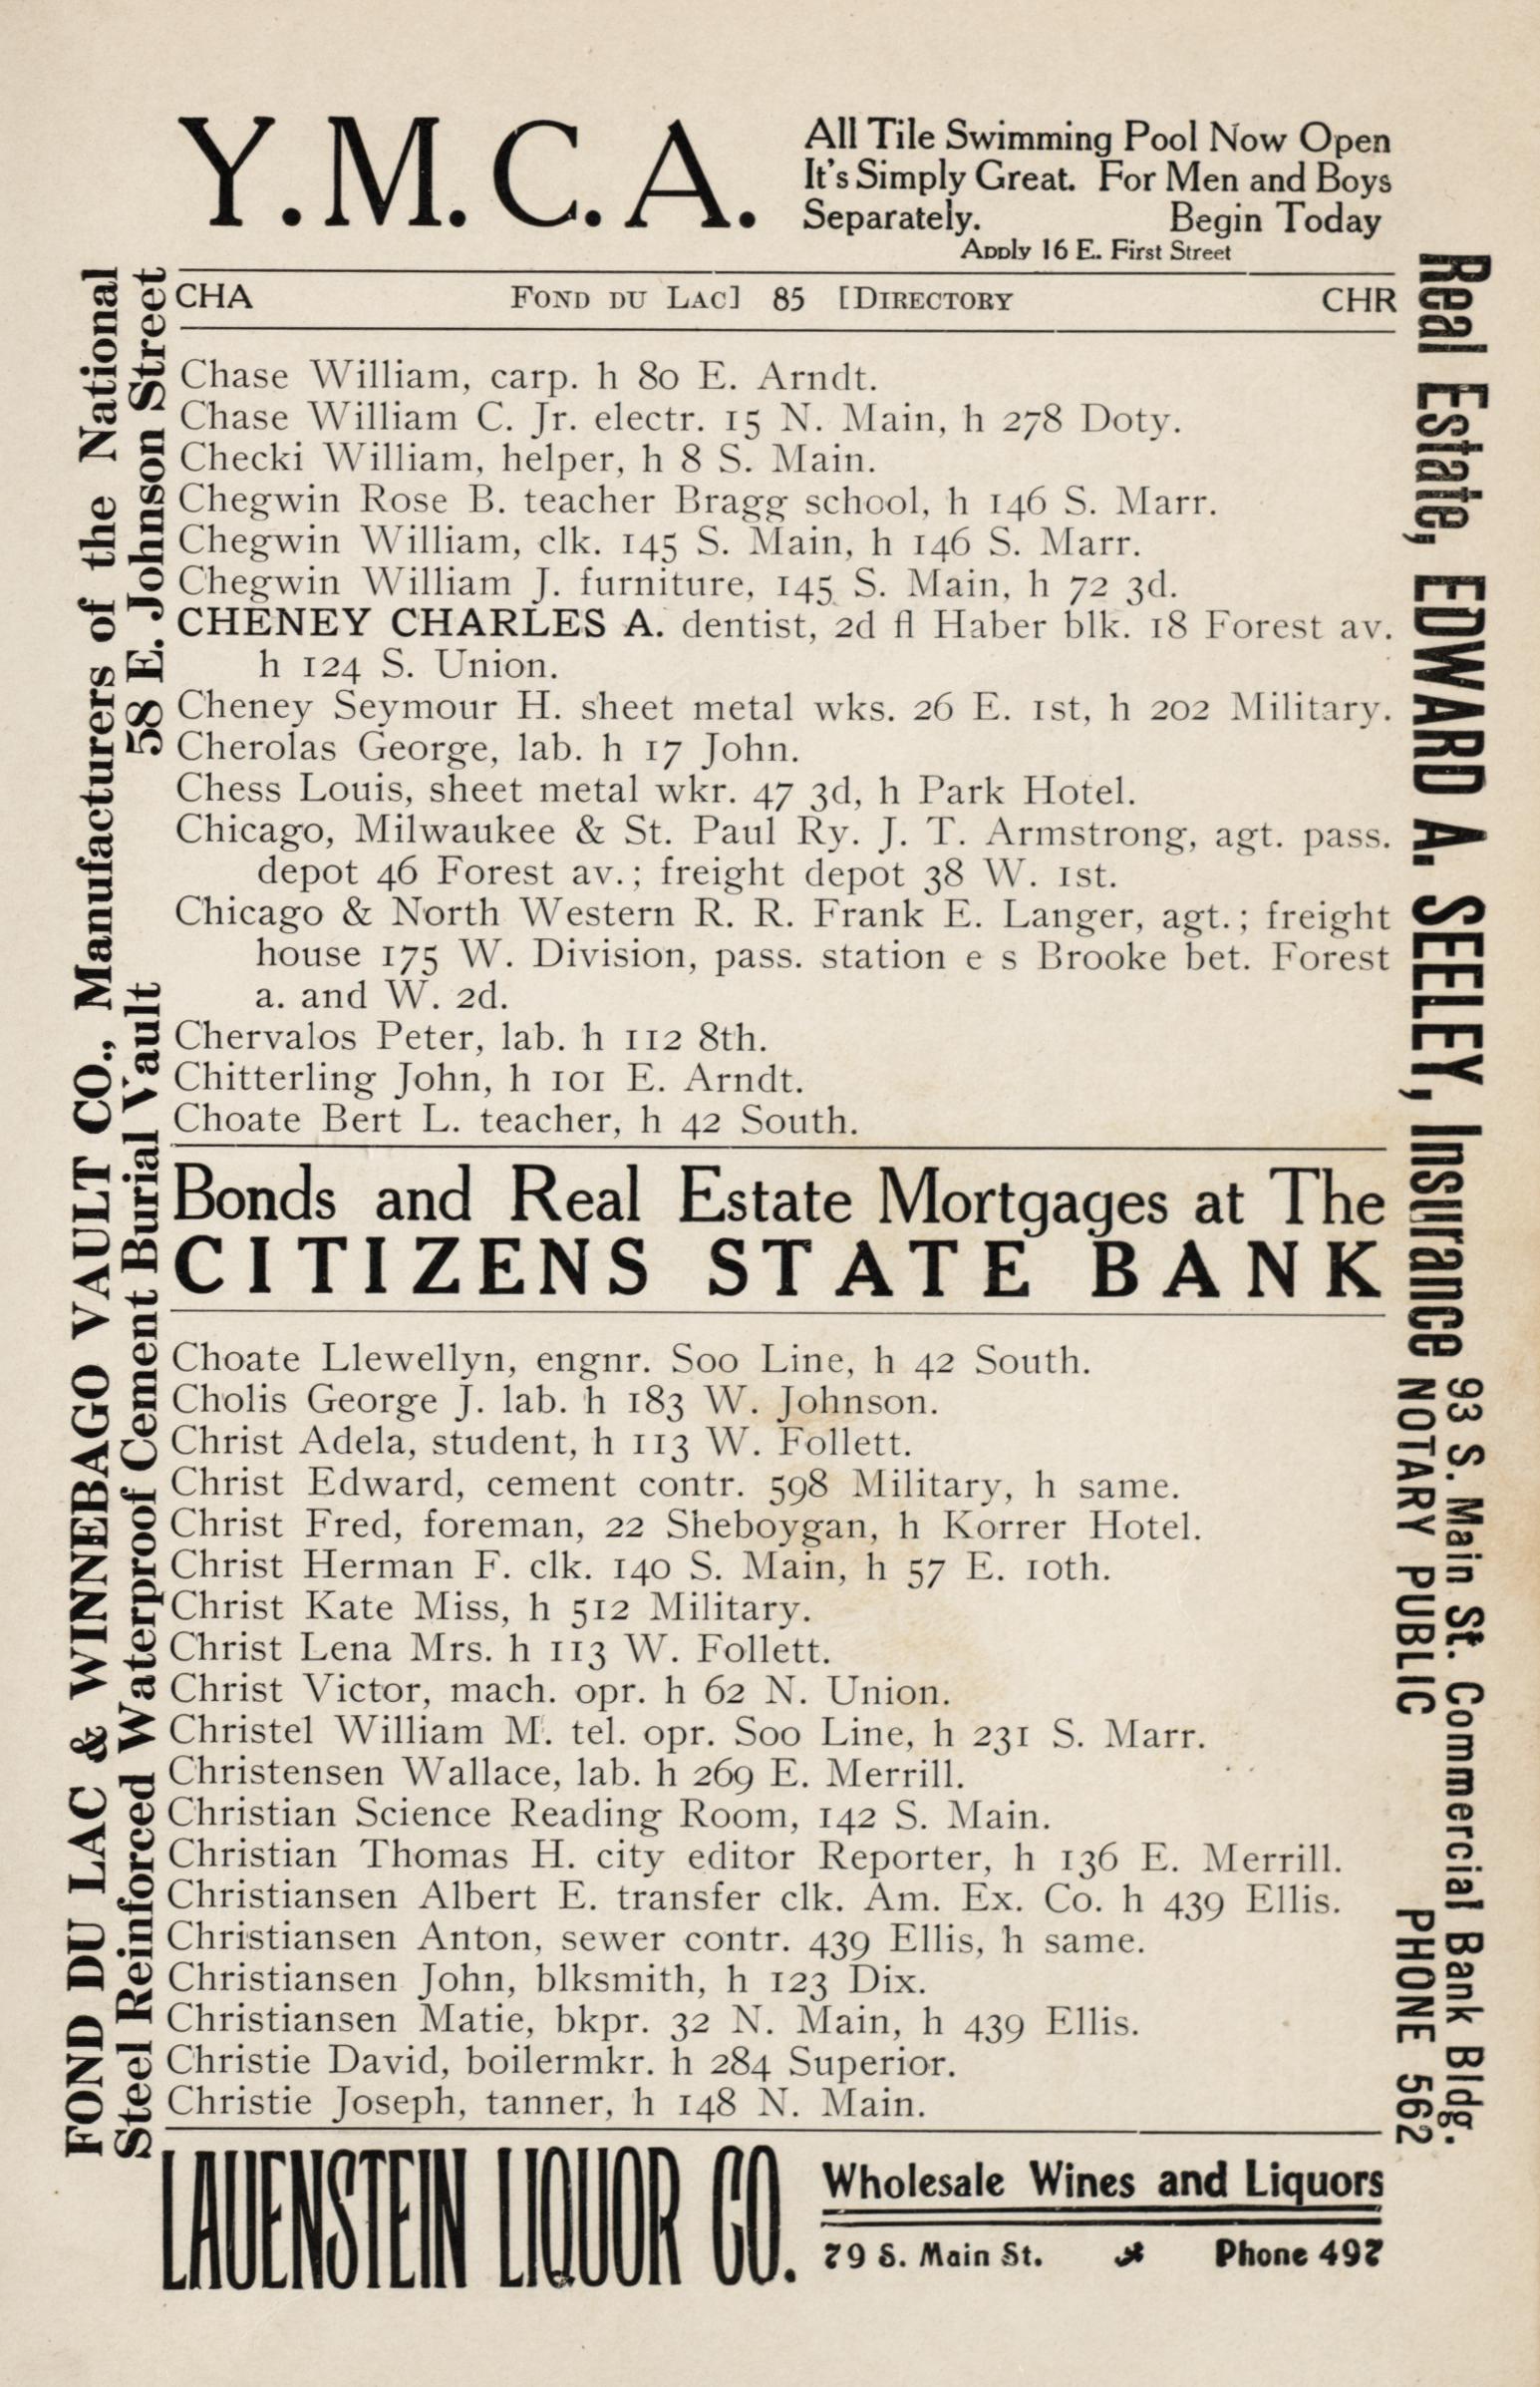 Y.M.C.A.
All Tile Swimming Pool Now Open
It's Simply Great. For Men and Boys
Separately. Begin Today
Apply 16 E. First Street
CHA FOND DU LAC] 85 [DIRECTORY CHR
Chase William, carp. h 80 E. Arndt.
Chase William C. Jr. electr. 15 N. Main, h 278 Doty.
Checki William, helper, h 8 S. Main.
Chegwin Rose B. teacher Bragg school, h 146 S. Marr.
Chegwin William, clk. 145 S. Main, h 146 S. Marr.
Chegwin William J. furniture, 145 S. Main, h 72 3d.
CHENEY CHARLES A. dentist, 2d fl Haber blk. 18 Forest av.
h 124 S. Union.
Cheney Seymour H. sheet metal wks. 26 E. 1st, h 202 Military.
Cherolas George, lab. h 17 John.
Chess Louis, sheet metal wkr. 47 3d, h Park Hotel.
Chicago, Milwaukee & St. Paul Ry. J. T. Armstrong, agt. pass.
depot 46 Forest av.; freight depot 38 W. 1st.
Chicago & North Western R. R. Frank E. Langer, agt.; freight
house 175 W. Division, pass. station e s Brooke bet. Forest
a. and W. 2d.
Chervalos Peter, lab. h 112 8th.
Chitterling John, h 101 E. Arndt.
Choate Bert L. teacher, h 42 South.
Bonds and Real Estate Mortgages at The
CITIZENS STATE BANK
Choate Llewellyn, engnr. Soo Line, h 42 South.
Cholis George J. lab. h 183 W. Johnson.
Christ Adela, student, h 113 W. Follett.
Christ Edward, cement contr. 598 Military, h same.
Christ Fred, foreman, 22 Sheboygan, h Korrer Hotel.
Christ Herman F. clk. 140 S. Main, h 57 E. 10th.
Christ Kate Miss, h 512 Military.
Christ Lena Mrs. h 113 W. Follett.
Christ Victor, mach. opr. h 62 N. Union.
Christel William M. tel. opr. Soo Line, h 231 S. Marr.
Christensen Wallace, lab. h 269 E. Merrill.
Christian Science Reading Room, 142 S. Main.
Christian Thomas H. city editor Reporter, h 136 E. Merrill.
Christiansen Albert E. transfer clk. Am. Ex. Co. h 439 Ellis.
Christiansen Anton, sewer contr. 439 Ellis, h same.
Christiansen John, blksmith, h 123 Dix.
Christiansen Matie, bkpr. 32 N. Main, h 439 Ellis.
Christie David, boilermkr. h 284 Superior.
Christie Joseph, tanner, h 148 N. Main.
LAUENSTEIN LIQUOR CO.
Wholesale Wines and Liquors
79 S. Main St. Phone 492
FOND DU LAC & WINNEBAGO VAULT CO., Manufacturers of the National
Steel Reinforced Waterproof Cement Burial Vault 58 E. Johnson Street
Real Estate, EDWARD A. SEELEY, Insurance
93 S. Main St. Commercial Bank Bldg.
NOTARY PUBLIC PHONE 562